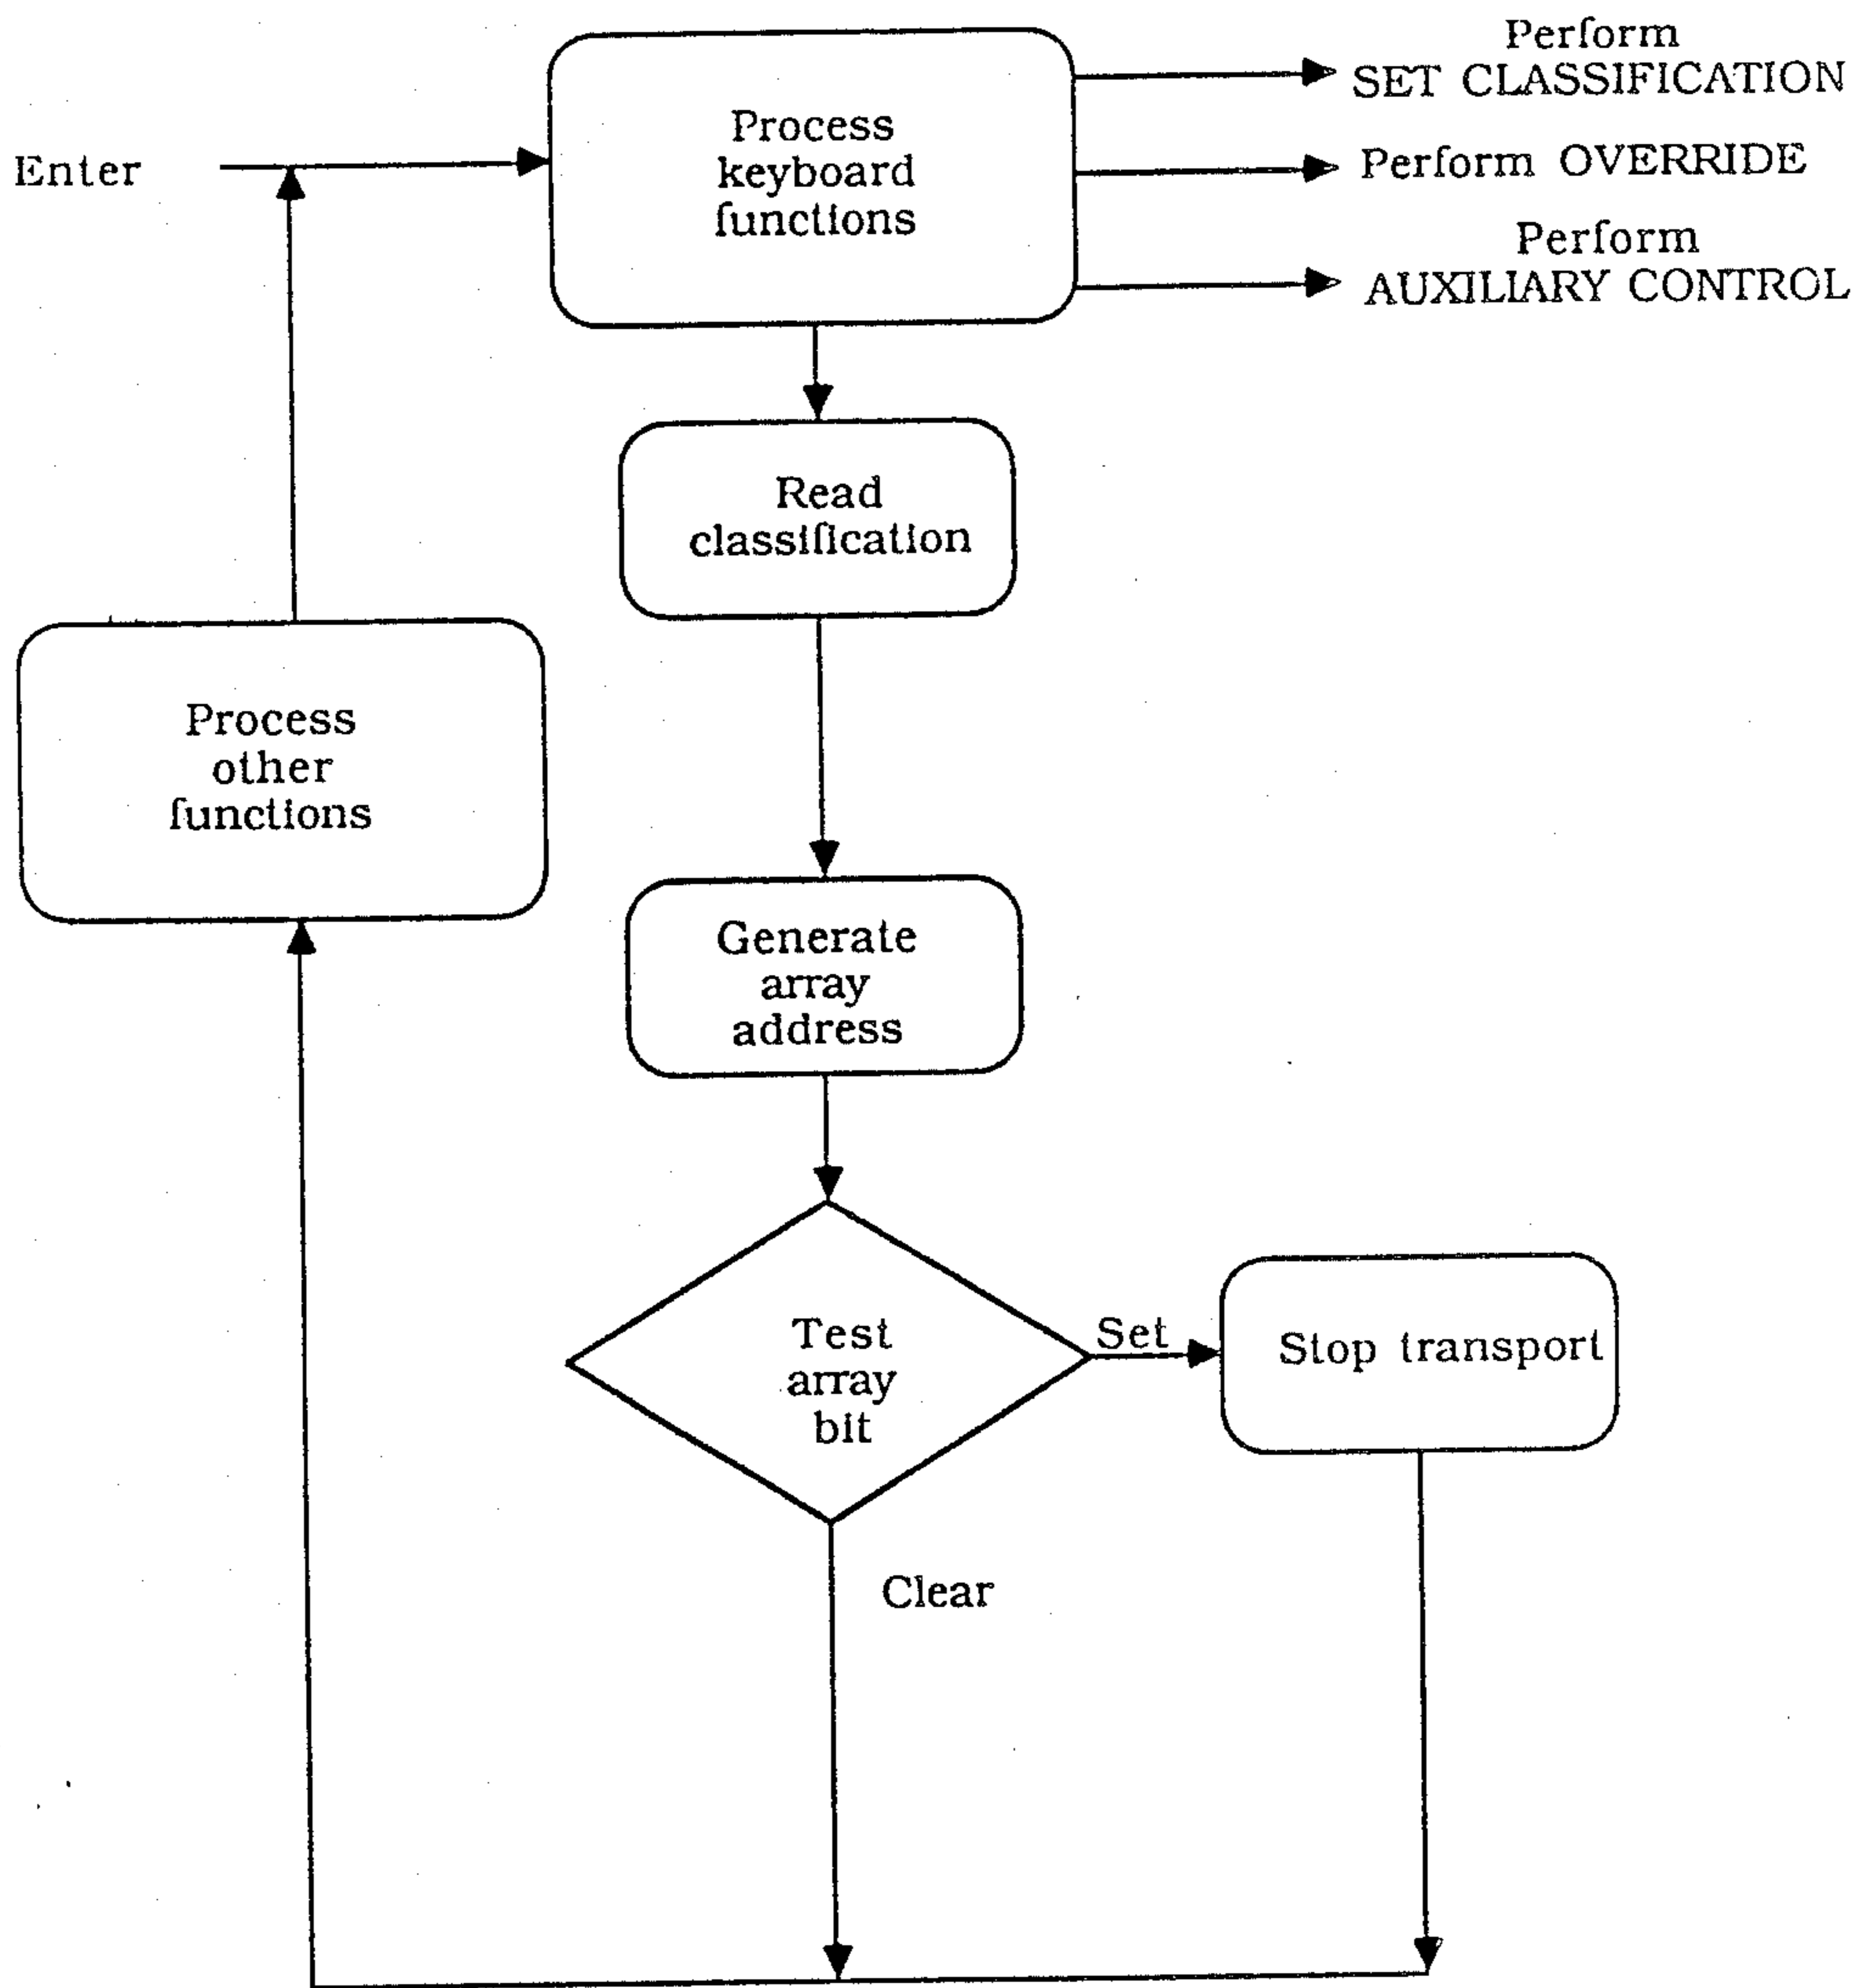 Perform
SET CLASSIFICATION
Enter
Process
keyboard
functions
Perform OVERRIDE
Perform
AUXILIARY CONTROL
Read
classification
Process
other
functions
Generate
array
address
Test
array
bit
Set
Stop transport
Clear